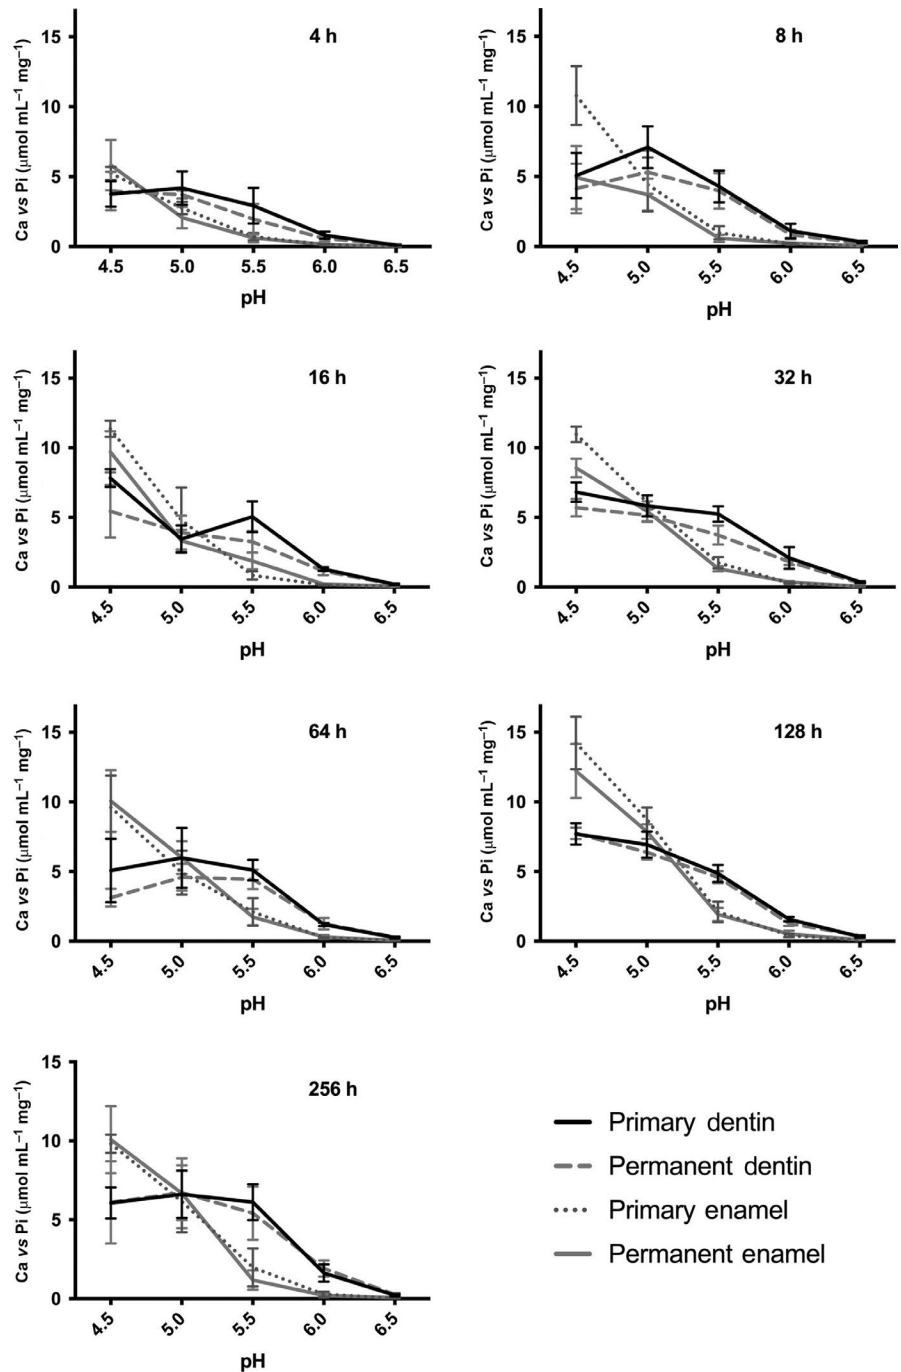 4 h
15
10
5
0
Ca vs Pi (μmol mL⁻¹ mg⁻¹)
4.5 5.0 5.5 6.0 6.5
pH
8 h
15
10
5
0
Ca vs Pi (μmol mL⁻¹ mg⁻¹)
4.5 5.0 5.5 6.0 6.5
pH
16 h
15
10
5
0
Ca vs Pi (μmol mL⁻¹ mg⁻¹)
4.5 5.0 5.5 6.0 6.5
pH
32 h
15
10
5
0
Ca vs Pi (μmol mL⁻¹ mg⁻¹)
4.5 5.0 5.5 6.0 6.5
pH
64 h
15
10
5
0
Ca vs Pi (μmol mL⁻¹ mg⁻¹)
4.5 5.0 5.5 6.0 6.5
pH
128 h
15
10
5
0
Ca vs Pi (μmol mL⁻¹ mg⁻¹)
4.5 5.0 5.5 6.0 6.5
pH
256 h
15
10
5
0
Ca vs Pi (μmol mL⁻¹ mg⁻¹)
4.5 5.0 5.5 6.0 6.5
pH
Primary dentin
Permanent dentin
Primary enamel
Permanent enamel